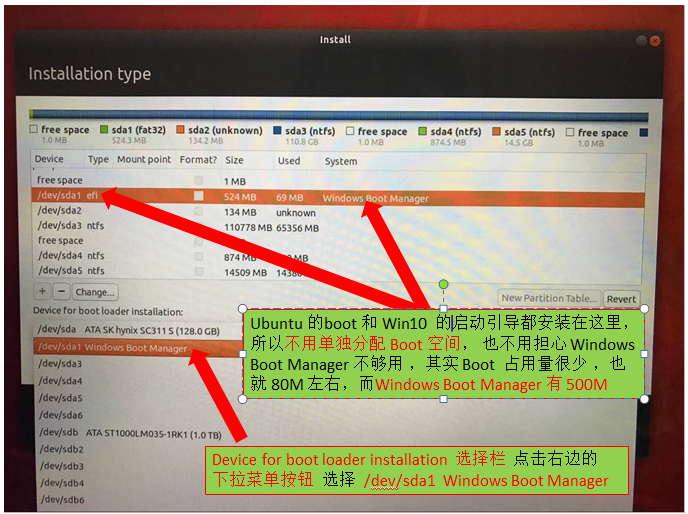 Install
Installation type
free space sda1 (fat32) sda2 (unknown) sda3 (ntfs) free space sda4 (ntfs) sda5 (ntfs) free space
1.0 MB 524.3 MB 134.2 MB 110.8 GB 1.0 MB 874.5 MB 14.5 GB 1.0 MB
Device Type Mount point Format? Size Used System
free space 1 MB
/dev/sda1 efi 524 MB 69 MB Windows Boot Manager
/dev/sda2 134 MB unknown
/dev/sda3 ntfs 110778 MB 65356 MB
free space
/dev/sda4 ntfs 874 MB
/dev/sda5 ntfs 14509 MB
+ − Change... New Partition Table... Revert
Device for boot loader installation:
/dev/sda ATA SK hynix SC311 S (128.0 GB)
/dev/sda1 Windows Boot Manager
/dev/sda3
/dev/sda4
/dev/sda5
/dev/sda6
/dev/sdb ATA ST1000LM035-1RK1 (1.0 TB)
/dev/sdb2
/dev/sdb3
/dev/sdb4
/dev/sdb6
Ubuntu 的boot 和 Win10 的启动引导都安装在这里，
所以不用单独分配 Boot 空间，也不用担心 Windows
Boot Manager 不够用，其实 Boot 占用量很少，也
就 80M 左右，而Windows Boot Manager 有 500M
Device for boot loader installation 选择栏 点击右边的
下拉菜单按钮 选择 /dev/sda1 Windows Boot Manager